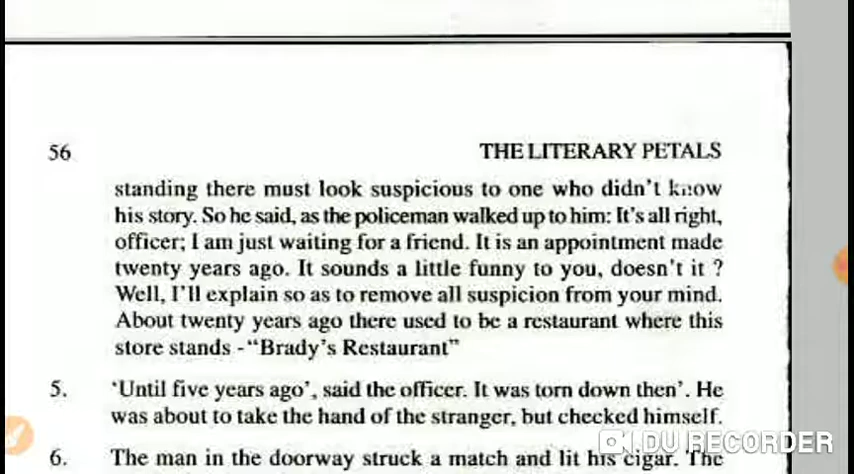 56
THE LITERARY PETALS
standing there must look suspicious to one who didn't know
his story. So he said, as the policeman walked up to him: It's all right,
officer; I am just waiting for a friend. It is an appointment made
twenty years ago. It sounds a little funny to you, doesn't it ?
Well, I'll explain so as to remove all suspicion from your mind.
About twenty years ago there used to be a restaurant where this
store stands - "Brady's Restaurant"
5. 'Until five years ago', said the officer. It was torn down then'. He
was about to take the hand of the stranger, but checked himself.
6. The man in the doorway struck a match and lit his cigar. The
DU RECORDER